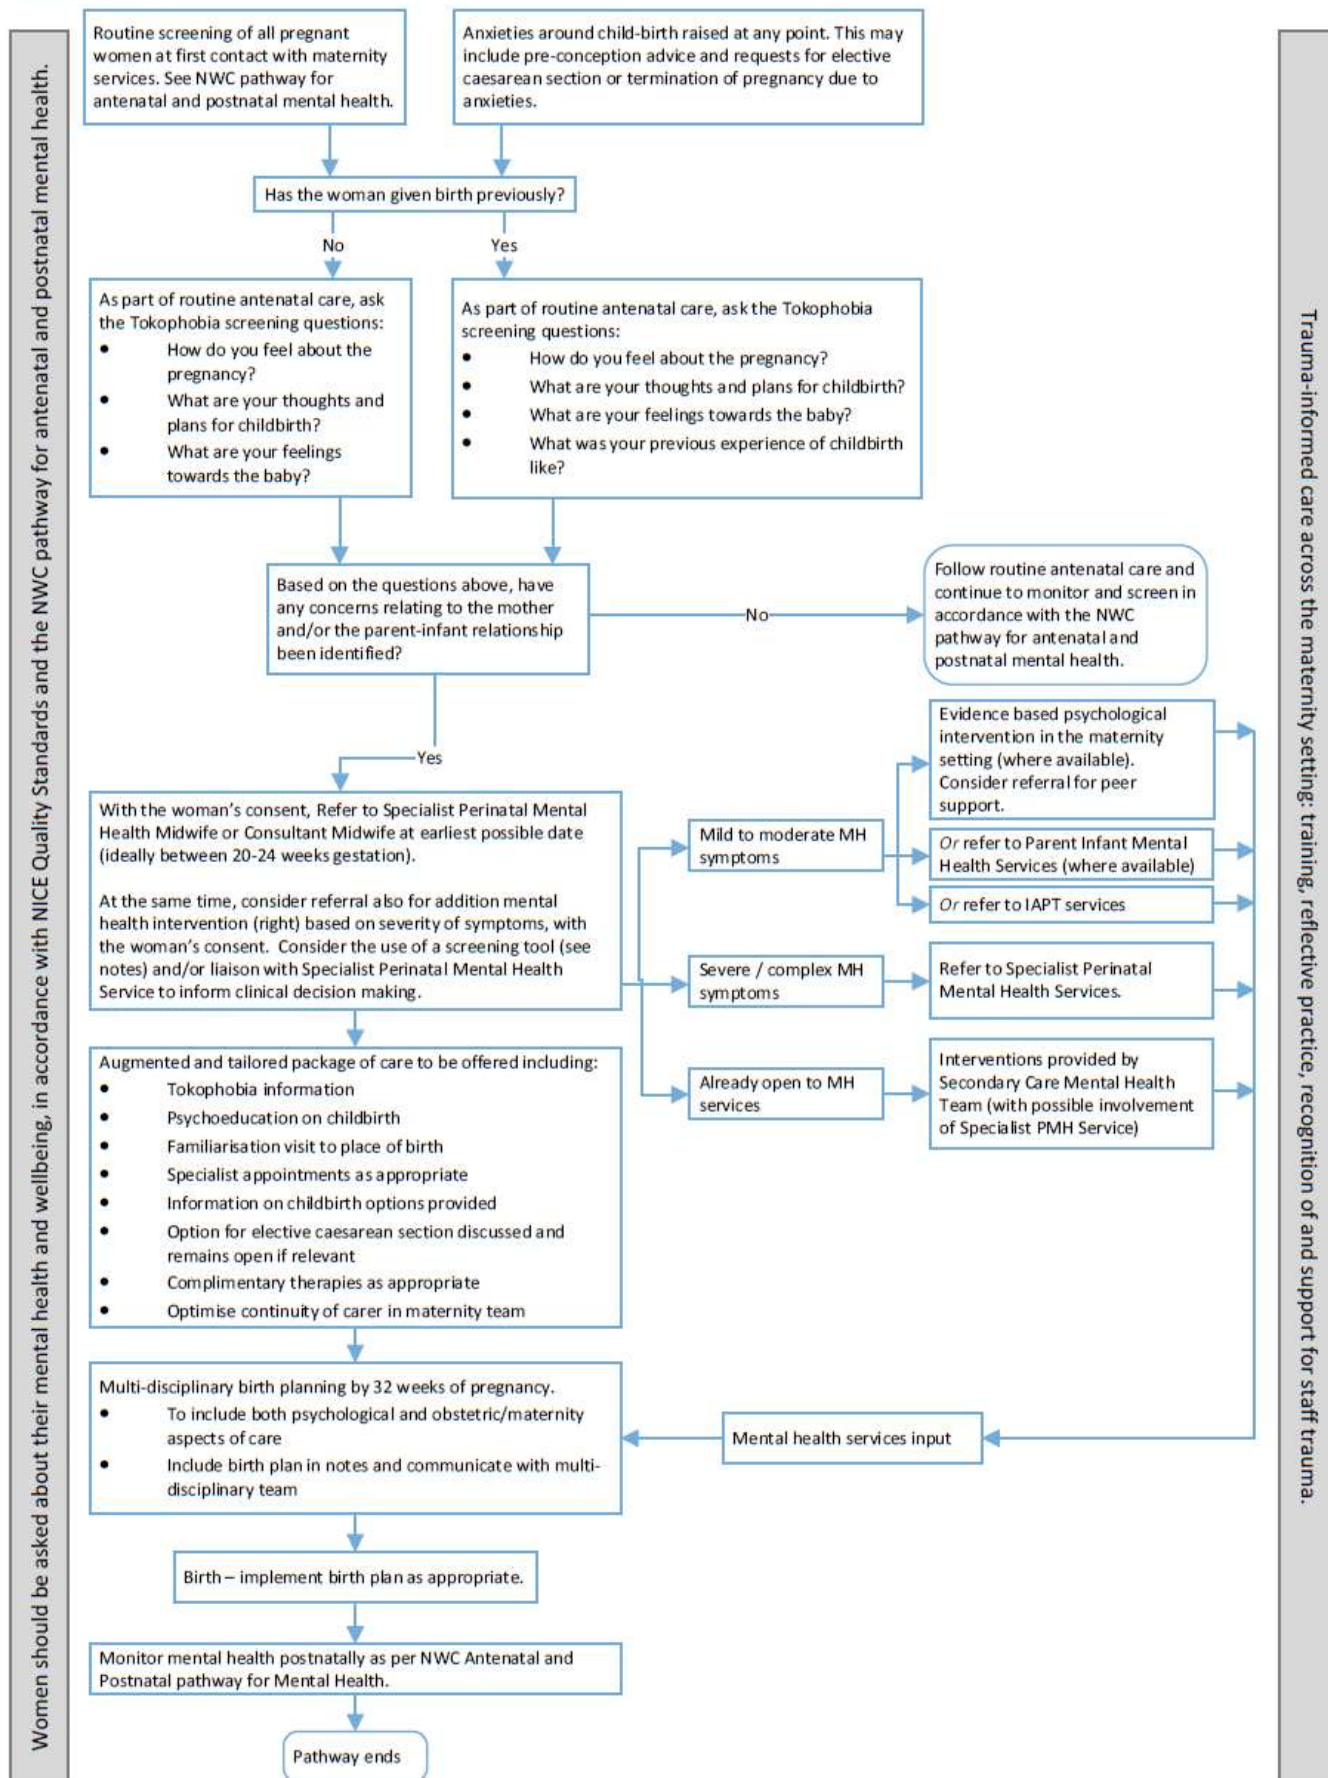 Women should be asked about their mental health and wellbeing, in accordance with NICE Quality Standards and the NWC pathway for antenatal and postnatal mental health.
Routine screening of all pregnant
women at first contact with maternity
services. See NWC pathway for
antenatal and postnatal mental health.
Anxieties around child-birth raised at any point. This may
include pre-conception advice and requests for elective
caesarean section or termination of pregnancy due to
anxieties.
Has the woman given birth previously?
No
Yes
As part of routine antenatal care, ask
the Tokophobia screening questions:
• How do you feel about the
pregnancy?
• What are your thoughts and
plans for childbirth?
• What are your feelings
towards the baby?
As part of routine antenatal care, ask the Tokophobia
screening questions:
• How do you feel about the pregnancy?
• What are your thoughts and plans for childbirth?
• What are your feelings towards the baby?
• What was your previous experience of childbirth
like?
Based on the questions above, have
any concerns relating to the mother
and/or the parent-infant relationship
been identified?
No
Follow routine antenatal care and
continue to monitor and screen in
accordance with the NWC
pathway for antenatal and
postnatal mental health.
Yes
With the woman's consent, Refer to Specialist Perinatal Mental
Health Midwife or Consultant Midwife at earliest possible date
(ideally between 20-24 weeks gestation).
At the same time, consider referral also for addition mental
health intervention (right) based on severity of symptoms, with
the woman's consent. Consider the use of a screening tool (see
notes) and/or liaison with Specialist Perinatal Mental Health
Service to inform clinical decision making.
Mild to moderate MH
symptoms
Evidence based psychological
intervention in the maternity
setting (where available).
Consider referral for peer
support.
Or refer to Parent Infant Mental
Health Services (where available)
Or refer to IAPT services
Severe / complex MH
symptoms
Refer to Specialist Perinatal
Mental Health Services.
Already open to MH
services
Interventions provided by
Secondary Care Mental Health
Team (with possible involvement
of Specialist PMH Service)
Augmented and tailored package of care to be offered including:
• Tokophobia information
• Psychoeducation on childbirth
• Familiarisation visit to place of birth
• Specialist appointments as appropriate
• Information on childbirth options provided
• Option for elective caesarean section discussed and
remains open if relevant
• Complimentary therapies as appropriate
• Optimise continuity of carer in maternity team
Multi-disciplinary birth planning by 32 weeks of pregnancy.
• To include both psychological and obstetric/maternity
aspects of care
• Include birth plan in notes and communicate with multi-
disciplinary team
Mental health services input
Birth – implement birth plan as appropriate.
Monitor mental health postnatally as per NWC Antenatal and
Postnatal pathway for Mental Health.
Pathway ends
Trauma-informed care across the maternity setting: training, reflective practice, recognition of and support for staff trauma.